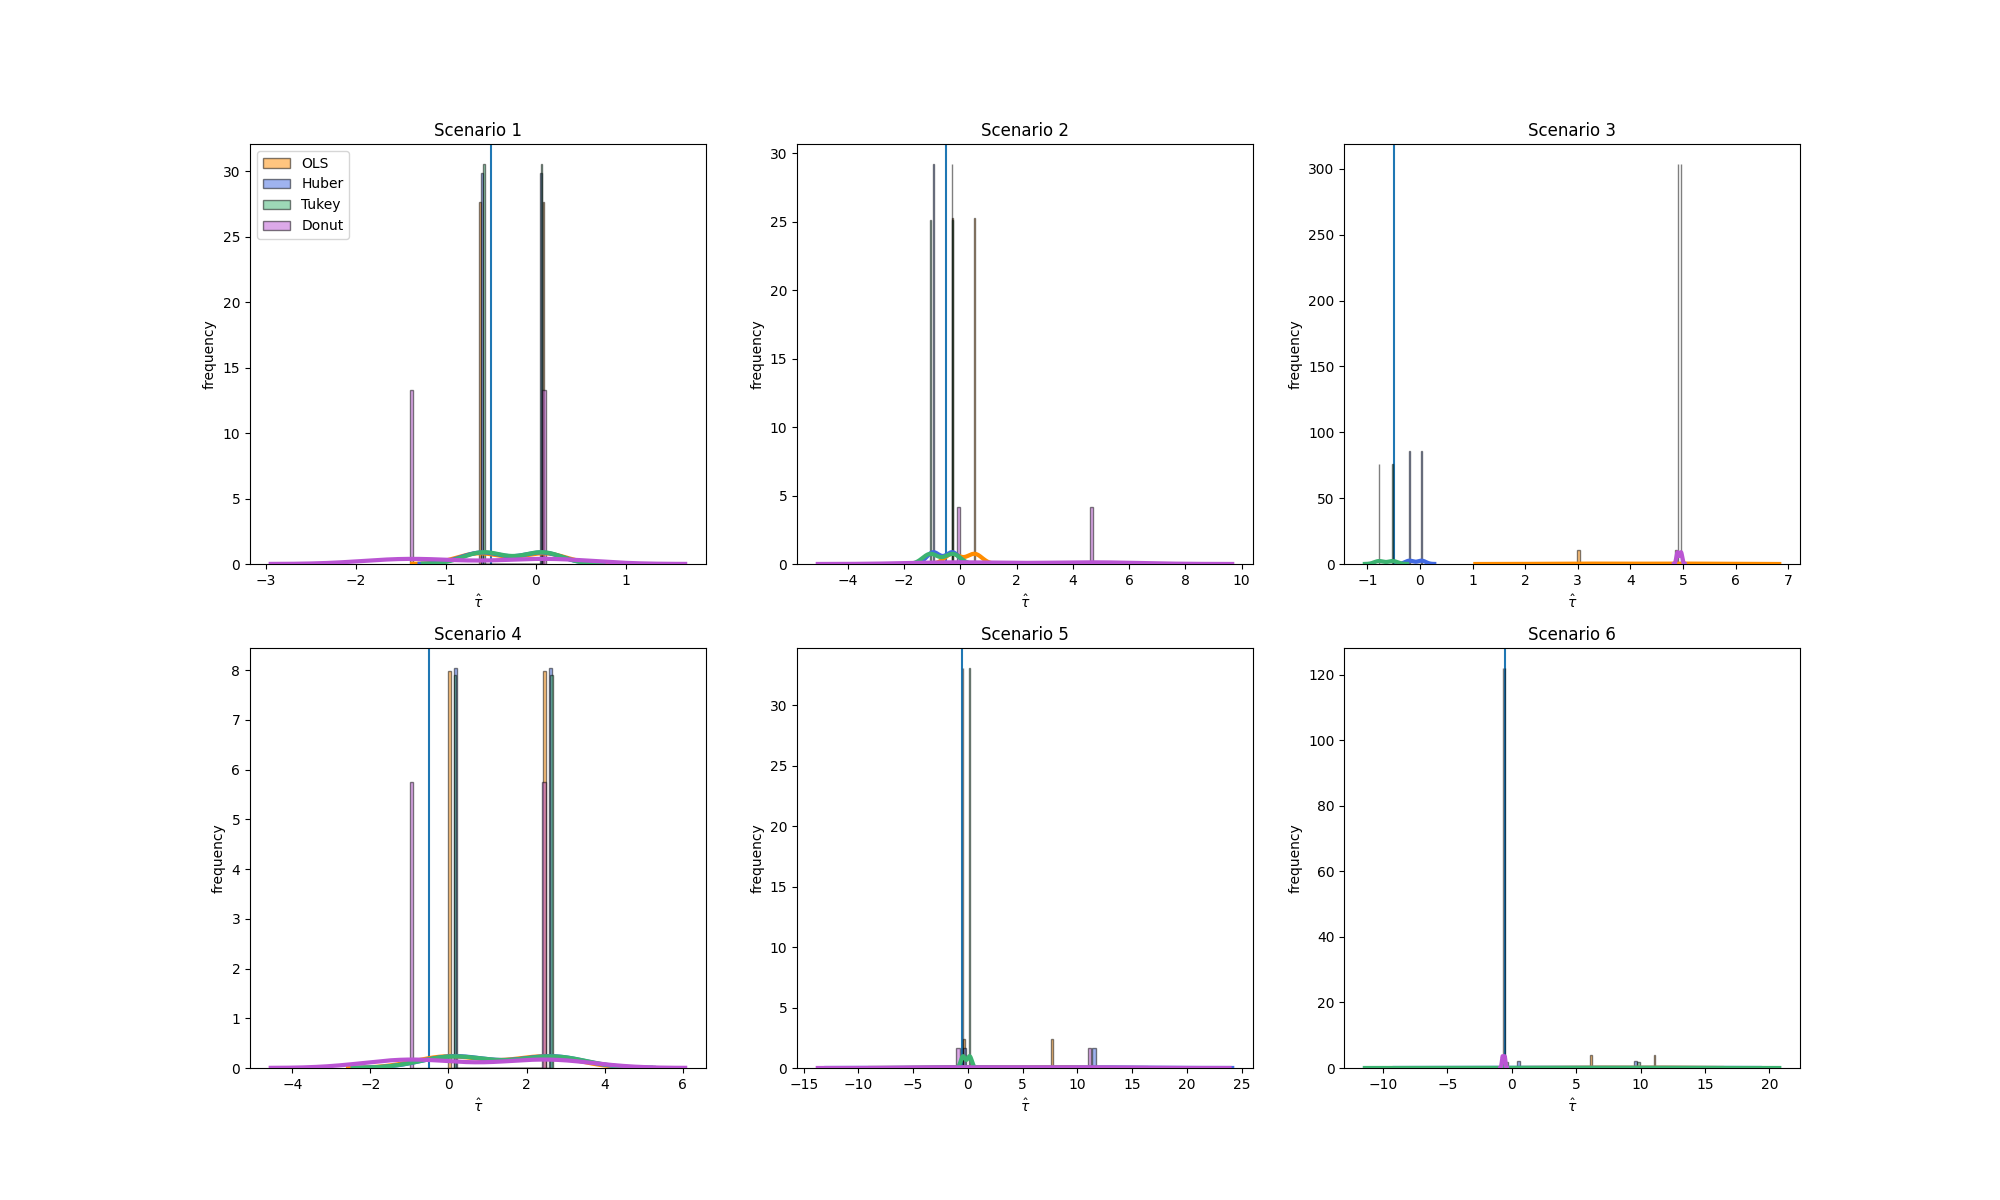 Scenario 1
OLS
Huber
Tukey
Donut
30
25
20
15
10
5
0
frequency
−3 −2 −1 0 1
τ̂
Scenario 2
30
25
20
15
10
5
0
frequency
−4 −2 0 2 4 6 8 10
τ̂
Scenario 3
300
250
200
150
100
50
0
frequency
−1 0 1 2 3 4 5 6 7
τ̂
Scenario 4
8
7
6
5
4
3
2
1
0
frequency
−4 −2 0 2 4 6
τ̂
Scenario 5
30
25
20
15
10
5
0
frequency
−15 −10 −5 0 5 10 15 20 25
τ̂
Scenario 6
120
100
80
60
40
20
0
frequency
−10 −5 0 5 10 15 20
τ̂